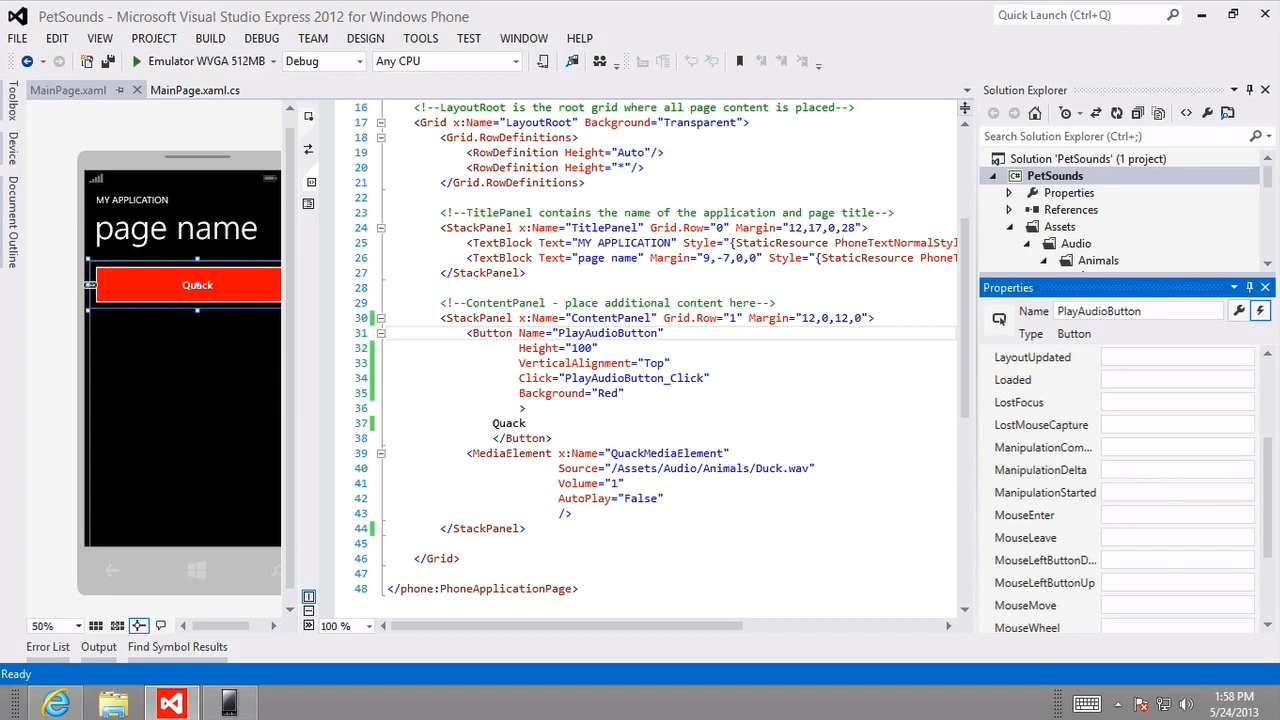 PetSounds - Microsoft Visual Studio Express 2012 for Windows Phone
Quick Launch (Ctrl+Q)
FILE EDIT VIEW PROJECT BUILD DEBUG TEAM DESIGN TOOLS TEST WINDOW HELP
Emulator WVGA 512MB Debug Any CPU
Toolbox
Device
Document Outline
MainPage.xaml MainPage.xaml.cs
MY APPLICATION
page name
Quack
50%
16 <!--LayoutRoot is the root grid where all page content is placed-->
17 <Grid x:Name="LayoutRoot" Background="Transparent">
18 <Grid.RowDefinitions>
19 <RowDefinition Height="Auto"/>
20 <RowDefinition Height="*"/>
21 </Grid.RowDefinitions>
22
23 <!--TitlePanel contains the name of the application and page title-->
24 <StackPanel x:Name="TitlePanel" Grid.Row="0" Margin="12,17,0,28">
25 <TextBlock Text="MY APPLICATION" Style="{StaticResource PhoneTextNormalStyl
26 <TextBlock Text="page name" Margin="9,-7,0,0" Style="{StaticResource PhoneT
27 </StackPanel>
28
29 <!--ContentPanel - place additional content here-->
30 <StackPanel x:Name="ContentPanel" Grid.Row="1" Margin="12,0,12,0">
31 <Button Name="PlayAudioButton"
32 Height="100"
33 VerticalAlignment="Top"
34 Click="PlayAudioButton_Click"
35 Background="Red"
36 >
37 Quack
38 </Button>
39 <MediaElement x:Name="QuackMediaElement"
40 Source="/Assets/Audio/Animals/Duck.wav"
41 Volume="1"
42 AutoPlay="False"
43 />
44 </StackPanel>
45
46 </Grid>
47
48 </phone:PhoneApplicationPage>
100 %
Solution Explorer
Search Solution Explorer (Ctrl+;)
Solution 'PetSounds' (1 project)
PetSounds
Properties
References
Assets
Audio
Animals
Properties
Name PlayAudioButton
Type Button
LayoutUpdated
Loaded
LostFocus
LostMouseCapture
ManipulationCom...
ManipulationDelta
ManipulationStarted
MouseEnter
MouseLeave
MouseLeftButtonD...
MouseLeftButtonUp
MouseMove
MouseWheel
Error List Output Find Symbol Results
Ready
1:58 PM
5/24/2013